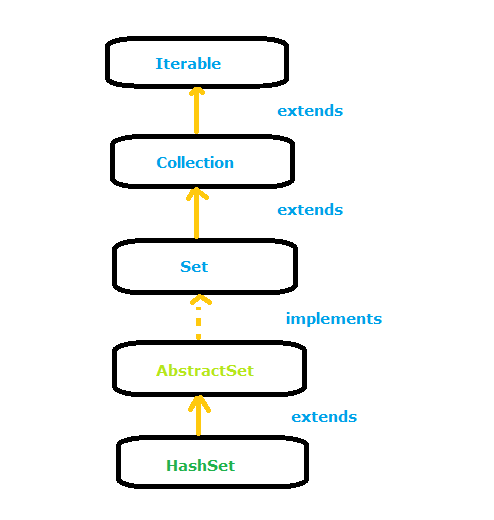 Iterable
extends
Collection
extends
Set
implements
AbstractSet
extends
HashSet